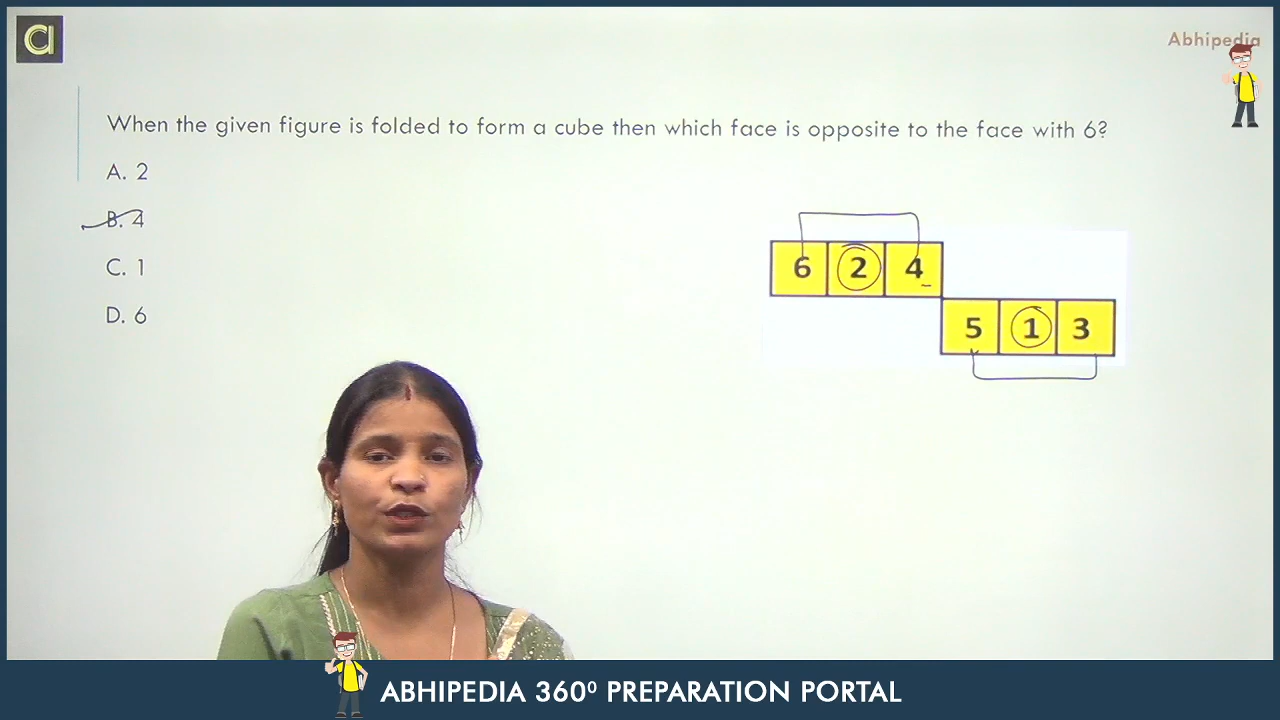 a
Abhipedia
When the given figure is folded to form a cube then which face is opposite to the face with 6?
A. 2
B. 4
C. 1
D. 6
6 2 4
5 1 3
ABHIPEDIA 360⁰ PREPARATION PORTAL